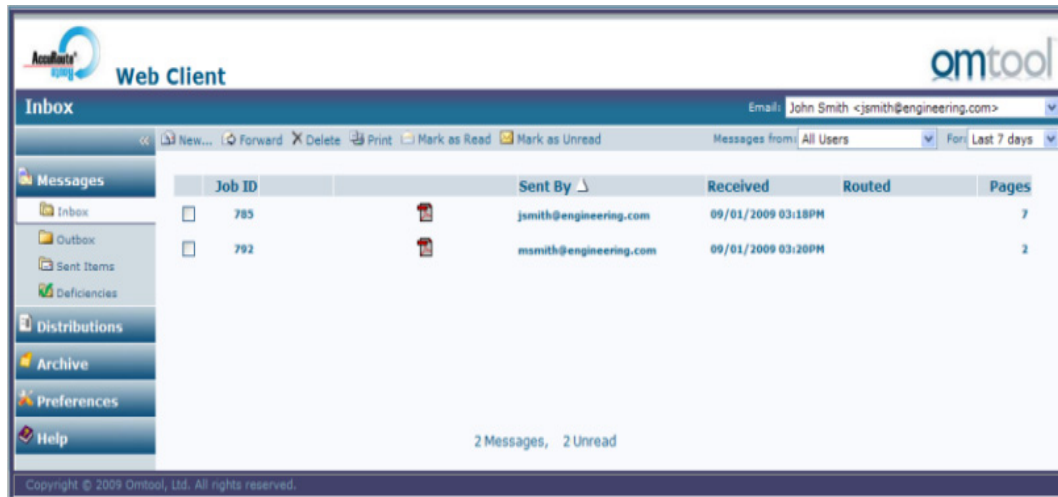 AccuRoute
Web Client
omtool
Inbox
Email: John Smith <jsmith@engineering.com>
« New... Forward Delete Print Mark as Read Mark as Unread Messages from: All Users For: Last 7 days
Messages
Inbox
Outbox
Sent Items
Deficiencies
Distributions
Archive
Preferences
Help
Job ID Sent By Received Routed Pages
785 jsmith@engineering.com 09/01/2009 03:18PM 7
792 msmith@engineering.com 09/01/2009 03:20PM 2
2 Messages, 2 Unread
Copyright © 2009 Omtool, Ltd. All rights reserved.